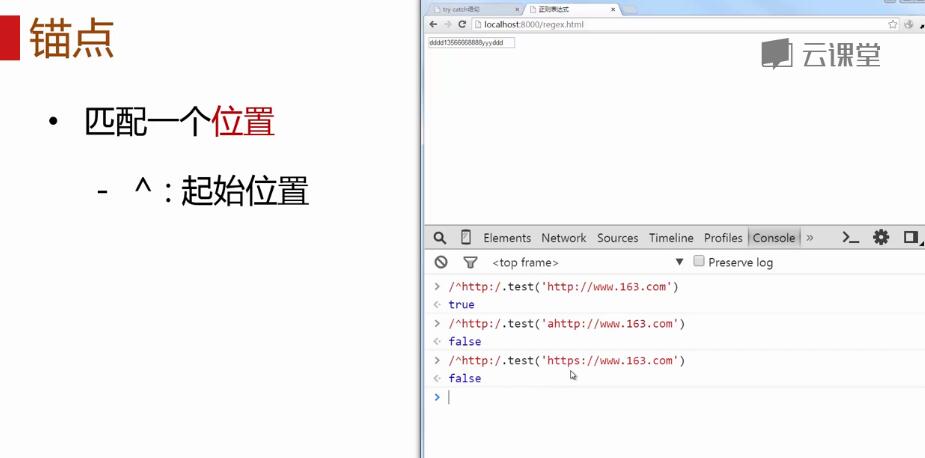 锚点
• 匹配一个位置
- ^ : 起始位置
try catch语句
正则表达式
localhost:8000/regex.html
dddd13566668888yyyddd
云课堂
Elements Network Sources Timeline Profiles Console »
<top frame> Preserve log
> /^http:/.test('http://www.163.com')
true
> /^http:/.test('ahttp://www.163.com')
false
> /^http:/.test('https://www.163.com')
false
>